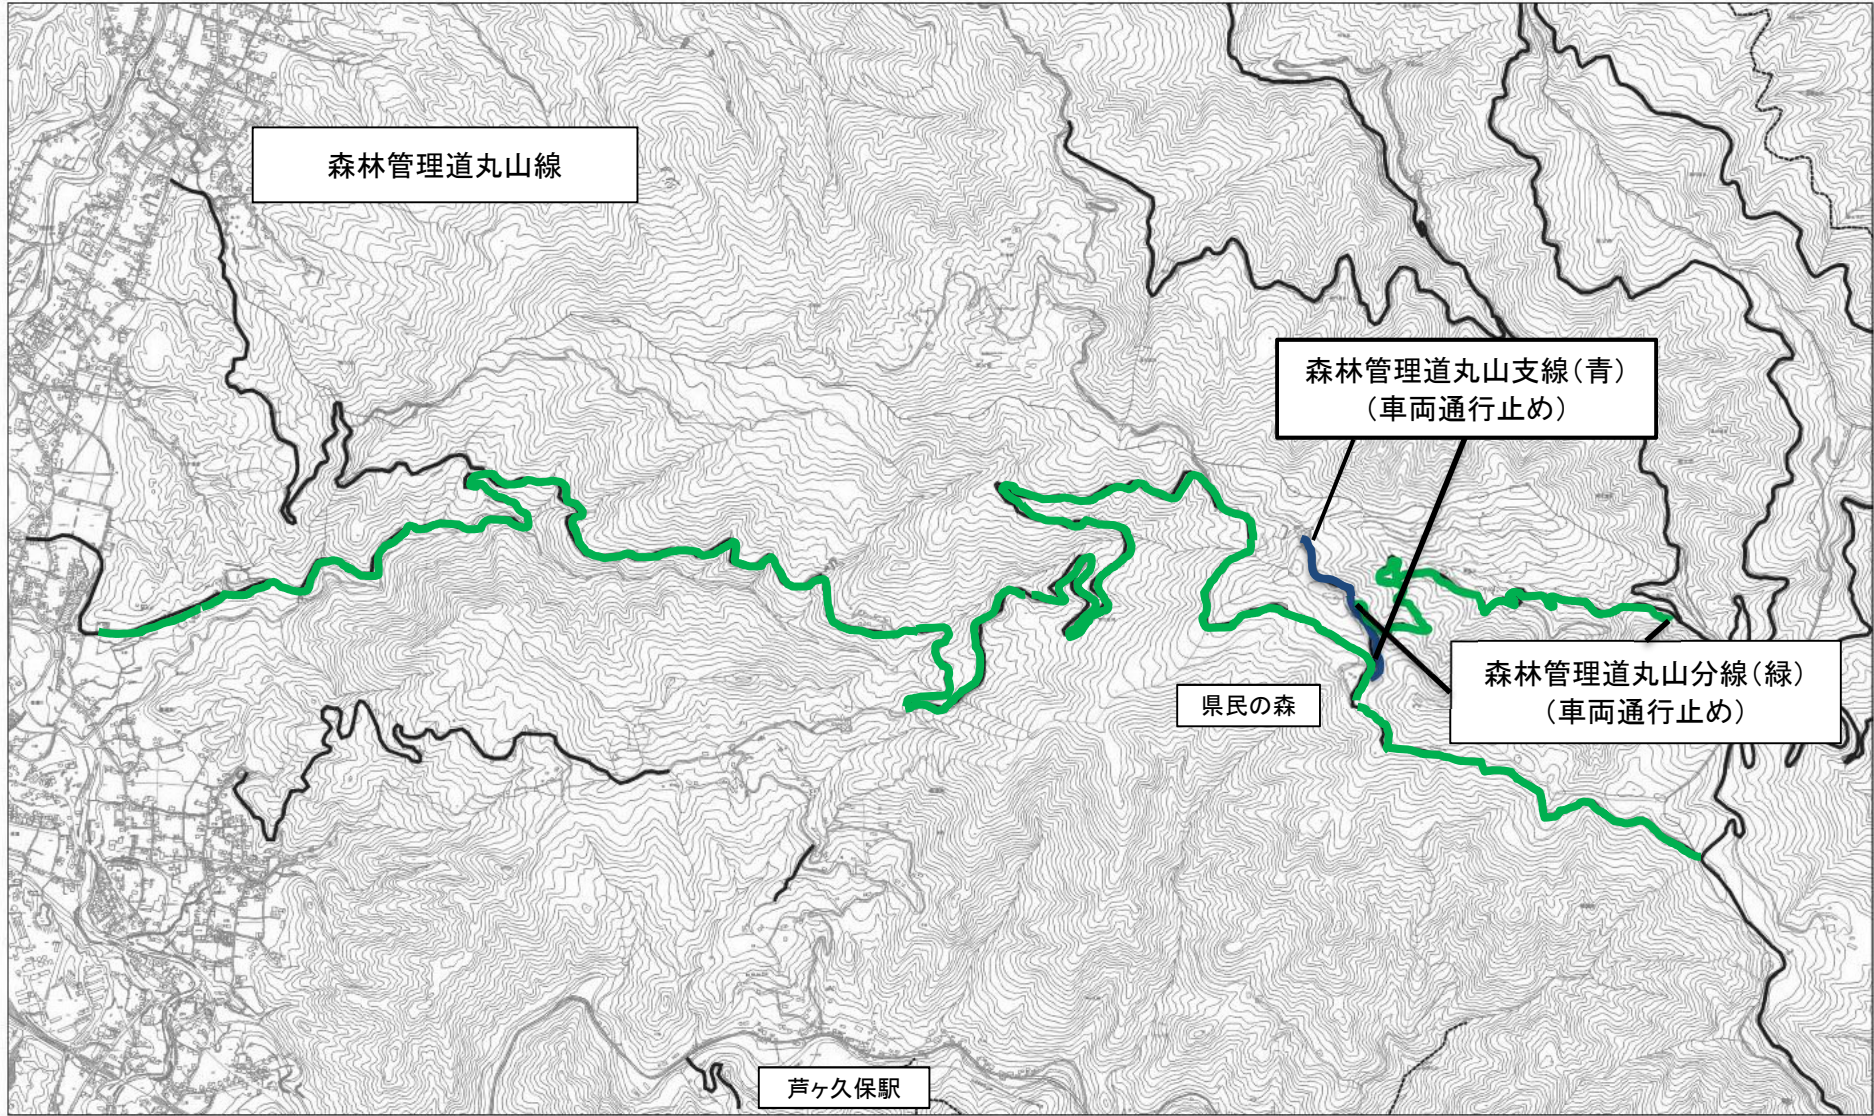 森林管理道丸山線
森林管理道丸山支線(青)
(車両通行止め)
森林管理道丸山分線(緑)
(車両通行止め)
県民の森
芦ヶ久保駅